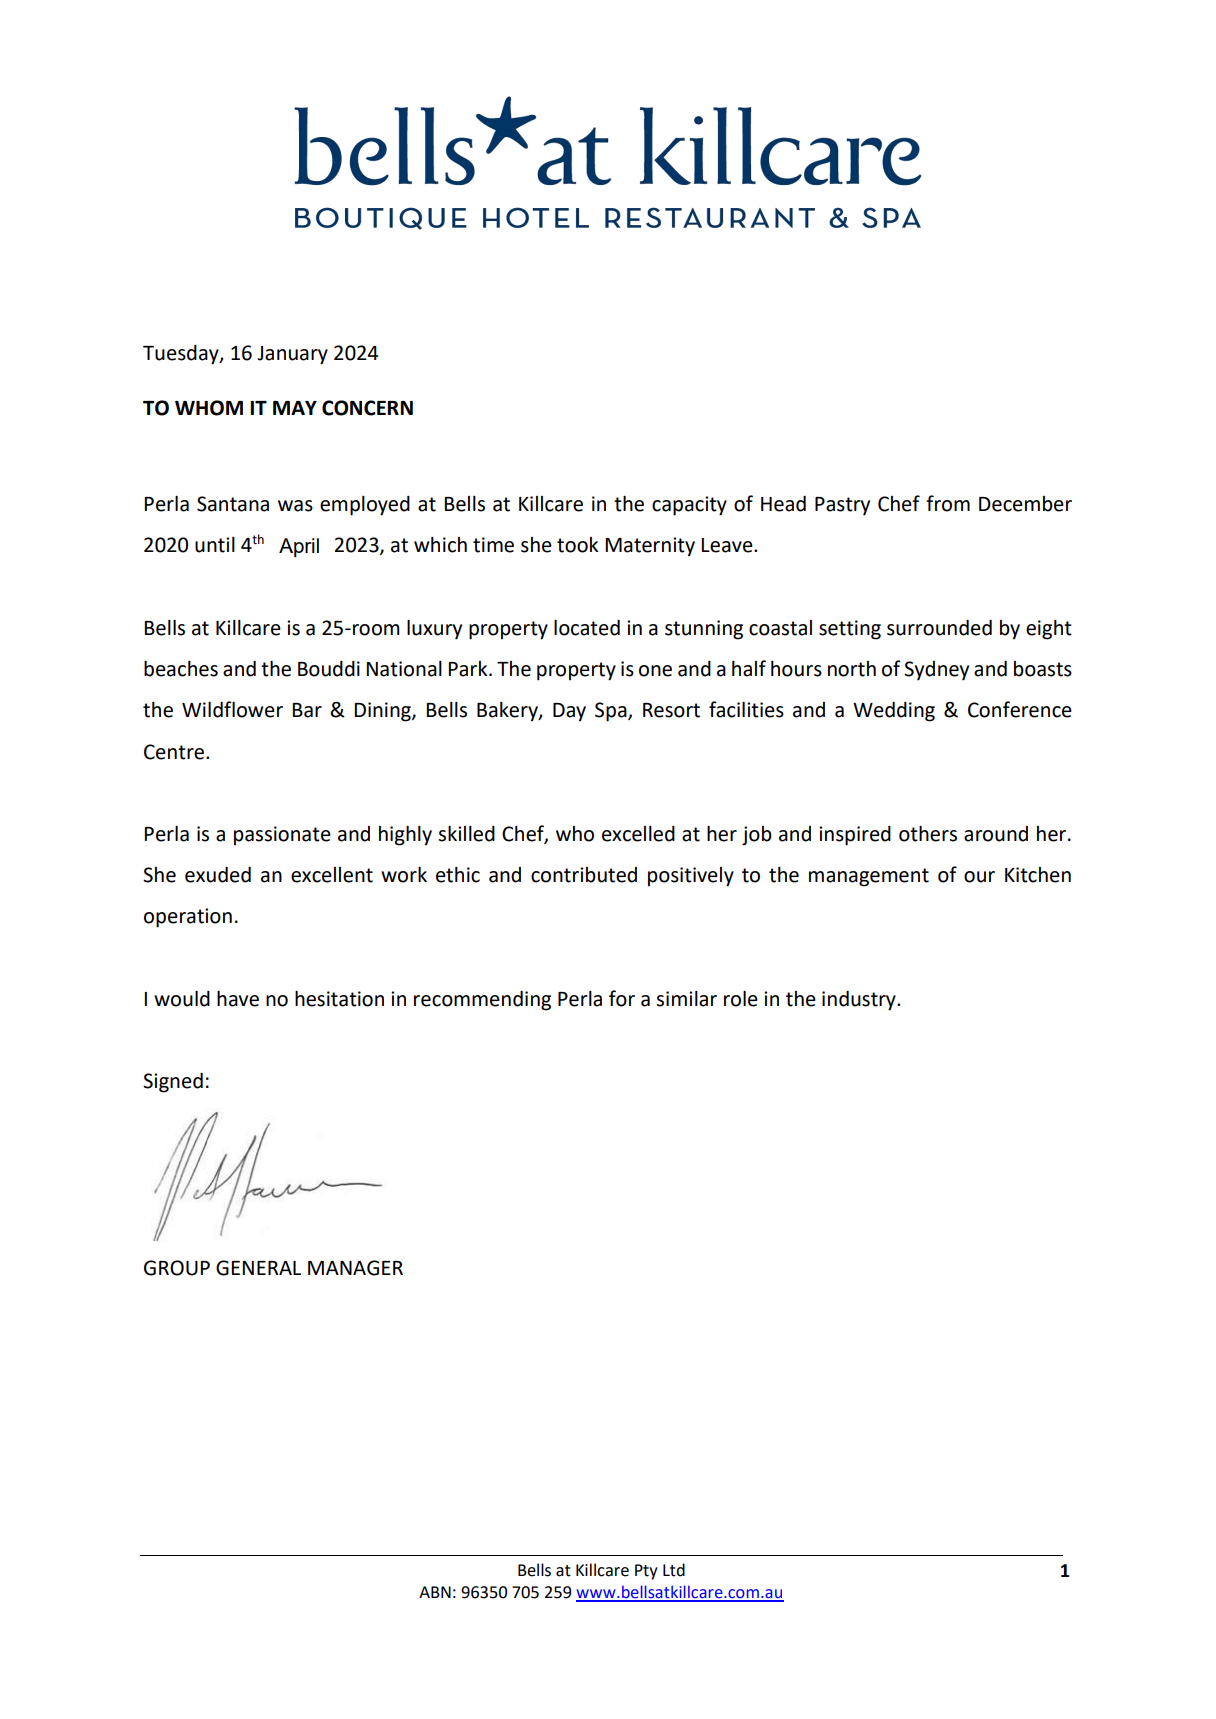 bells at killcare
BOUTIQUE HOTEL RESTAURANT & SPA
Tuesday, 16 January 2024
TO WHOM IT MAY CONCERN
Perla Santana was employed at Bells at Killcare in the capacity of Head Pastry Chef from December
2020 until 4th April 2023, at which time she took Maternity Leave.
Bells at Killcare is a 25-room luxury property located in a stunning coastal setting surrounded by eight
beaches and the Bouddi National Park. The property is one and a half hours north of Sydney and boasts
the Wildflower Bar & Dining, Bells Bakery, Day Spa, Resort facilities and a Wedding & Conference
Centre.
Perla is a passionate and highly skilled Chef, who excelled at her job and inspired others around her.
She exuded an excellent work ethic and contributed positively to the management of our Kitchen
operation.
I would have no hesitation in recommending Perla for a similar role in the industry.
Signed:
GROUP GENERAL MANAGER
Bells at Killcare Pty Ltd 1
ABN: 96350 705 259 www.bellsatkillcare.com.au